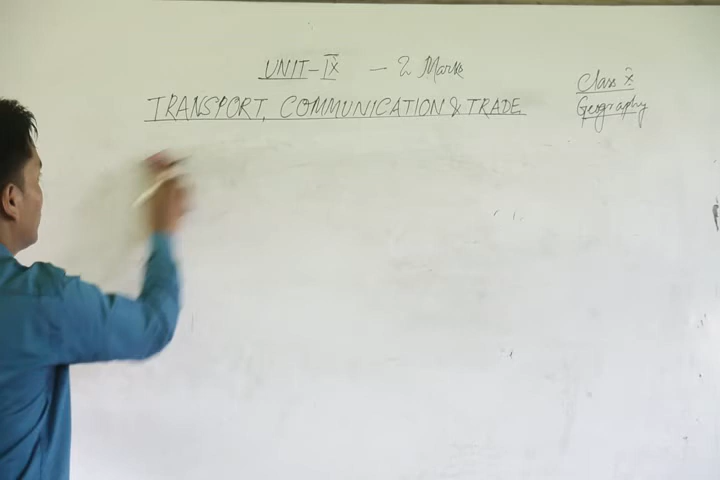 UNIT-IX - 2 Marks
TRANSPORT, COMMUNICATION & TRADE
Class X
Geography